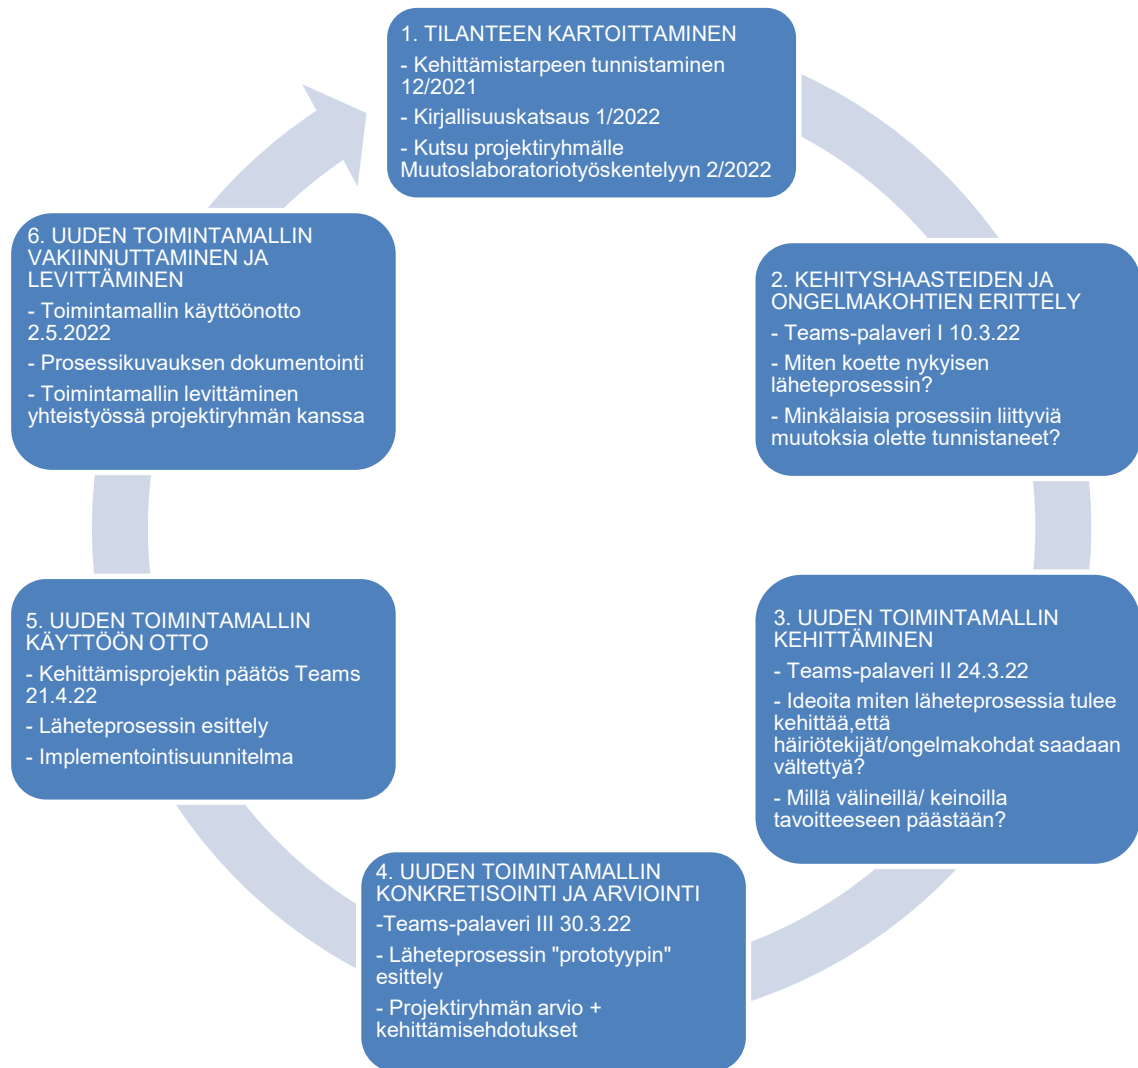 1. TILANTEEN KARTOITTAMINEN
- Kehittämistarpeen tunnistaminen
12/2021
- Kirjallisuuskatsaus 1/2022
- Kutsu projektiryhmälle
Muutoslaboratoriotyöskentelyyn 2/2022
2. KEHITYSHAASTEIDEN JA
ONGELMAKOHTIEN ERITTELY
- Teams-palaveri I 10.3.22
- Miten koette nykyisen
läheteprosessin?
- Minkälaisia prosessiin liittyviä
muutoksia olette tunnistaneet?
3. UUDEN TOIMINTAMALLIN
KEHITTÄMINEN
- Teams-palaveri II 24.3.22
- Ideoita miten läheteprosessia tulee
kehittää,että
häiriötekijät/ongelmakohdat saadaan
vältettyä?
- Millä välineillä/ keinoilla
tavoitteeseen päästään?
4. UUDEN TOIMINTAMALLIN
KONKRETISOINTI JA ARVIOINTI
-Teams-palaveri III 30.3.22
- Läheteprosessin "prototyypin"
esittely
- Projektiryhmän arvio +
kehittämisehdotukset
5. UUDEN TOIMINTAMALLIN
KÄYTTÖÖN OTTO
- Kehittämisprojektin päätös Teams
21.4.22
- Läheteprosessin esittely
- Implementointisuunnitelma
6. UUDEN TOIMINTAMALLIN
VAKIINNUTTAMINEN JA
LEVITTÄMINEN
- Toimintamallin käyttöönotto
2.5.2022
- Prosessikuvauksen dokumentointi
- Toimintamallin levittäminen
yhteistyössä projektiryhmän kanssa